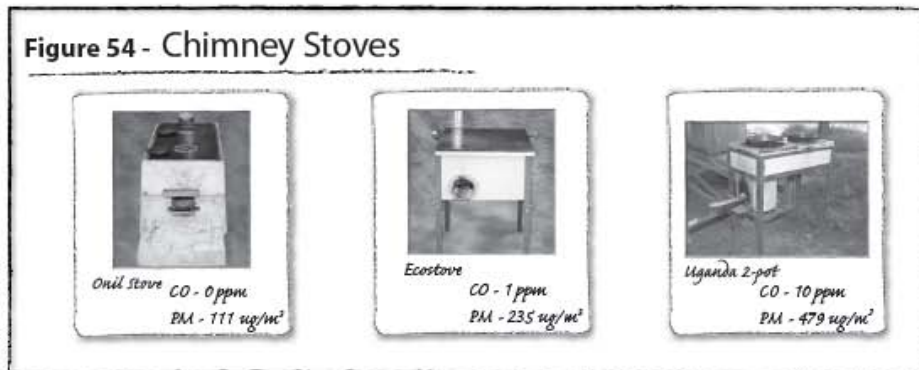 Figure 54 - Chimney Stoves
Onil Stove
CO - 0 ppm
PM - 111 ug/m³
Ecostove
CO - 1 ppm
PM - 235 ug/m³
Uganda 2-pot
CO - 10 ppm
PM - 479 ug/m³